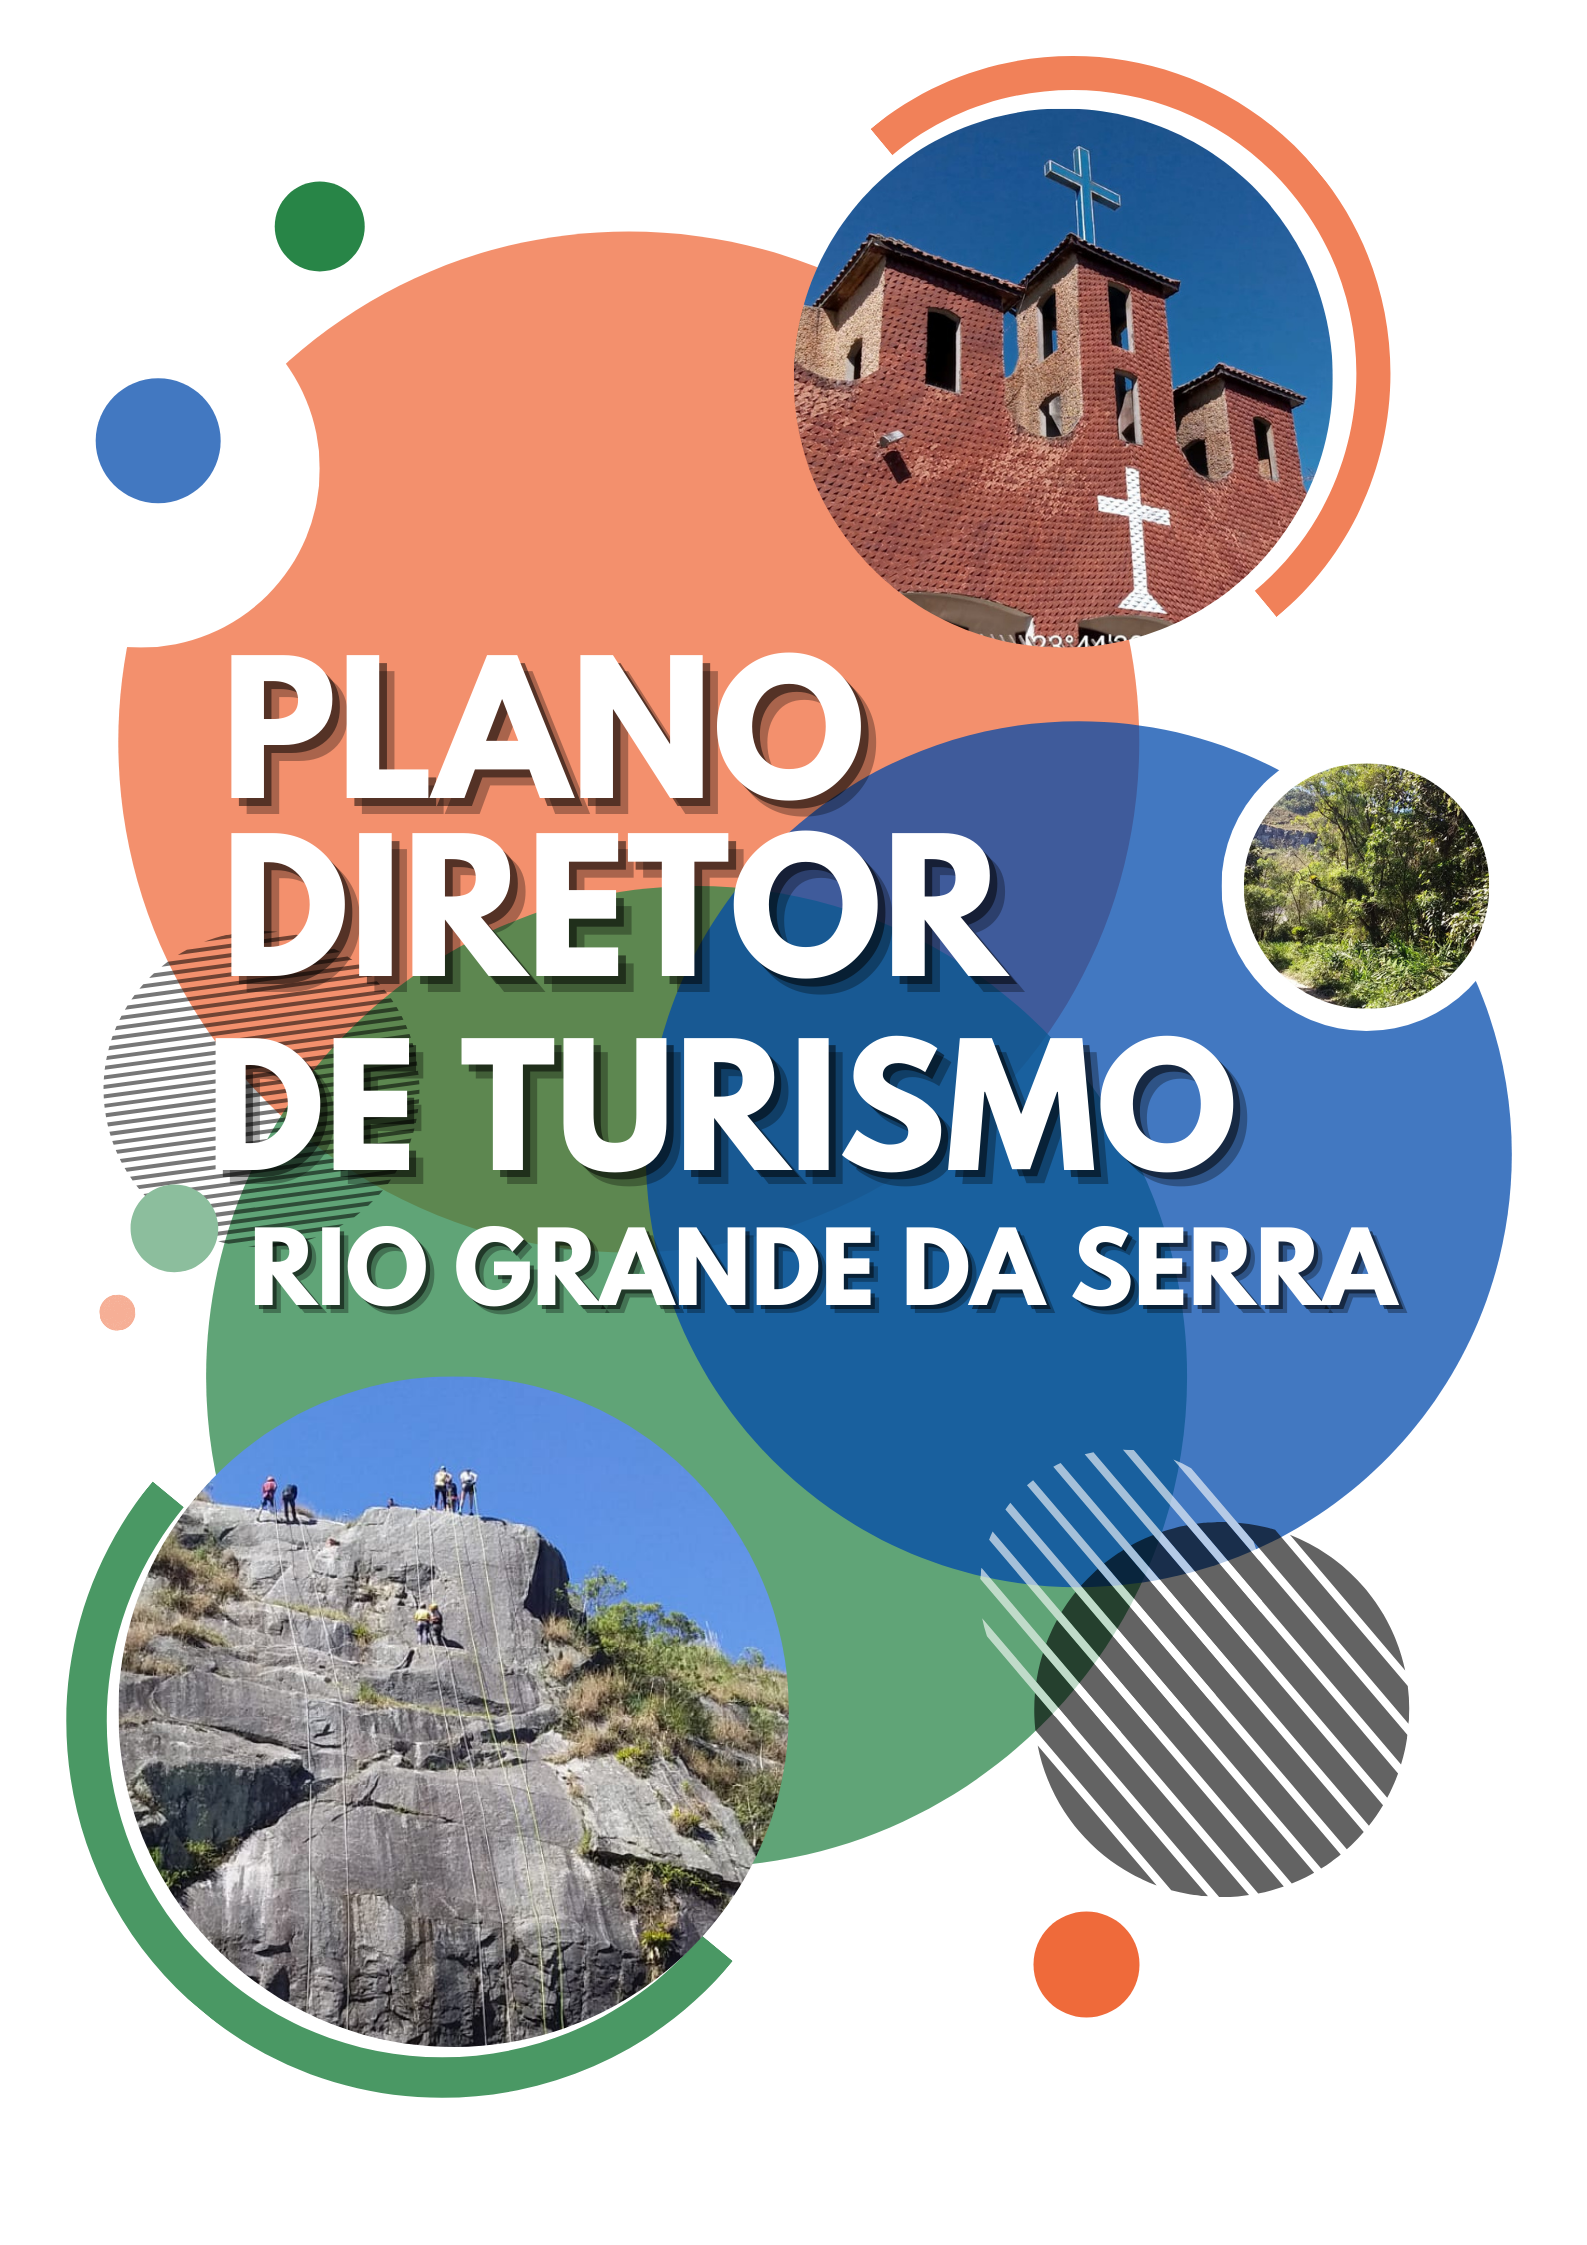 PLANO
DIRETOR
DE TURISMO
RIO GRANDE DA SERRA